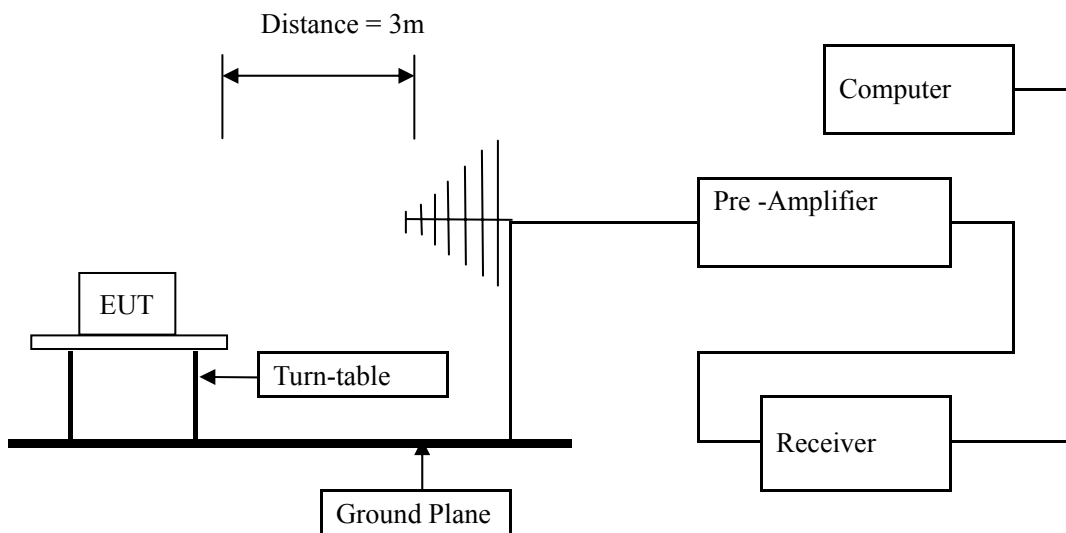 Distance = 3m
Computer
Pre -Amplifier
EUT
Turn-table
Receiver
Ground Plane